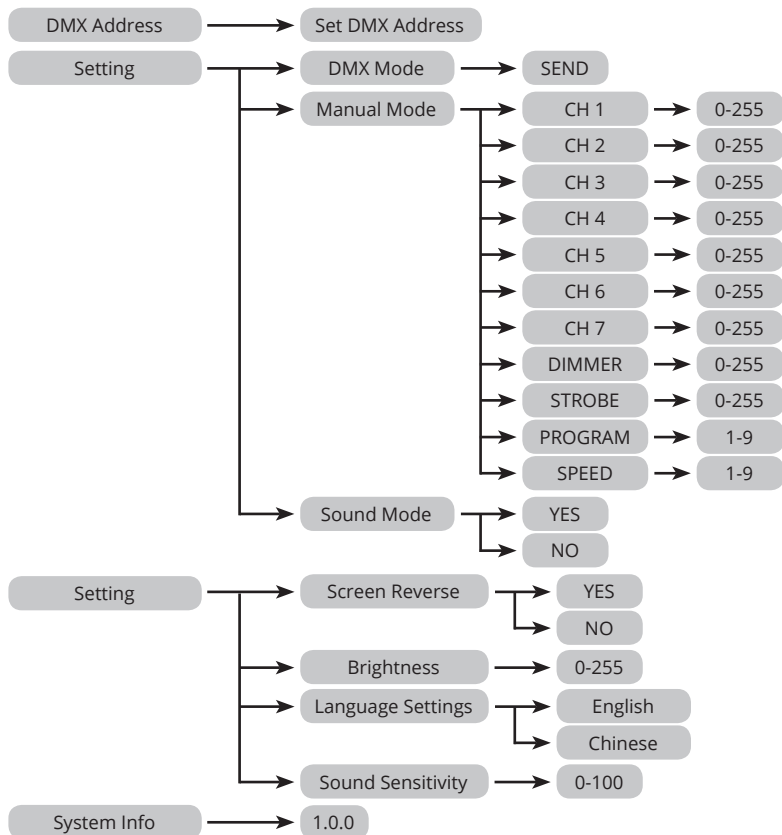 DMX Address Set DMX Address
Setting DMX Mode SEND
Manual Mode CH 1 0-255
CH 2 0-255
CH 3 0-255
CH 4 0-255
CH 5 0-255
CH 6 0-255
CH 7 0-255
DIMMER 0-255
STROBE 0-255
PROGRAM 1-9
SPEED 1-9
Sound Mode YES
NO
Setting Screen Reverse YES
NO
Brightness 0-255
Language Settings English
Chinese
Sound Sensitivity 0-100
System Info 1.0.0